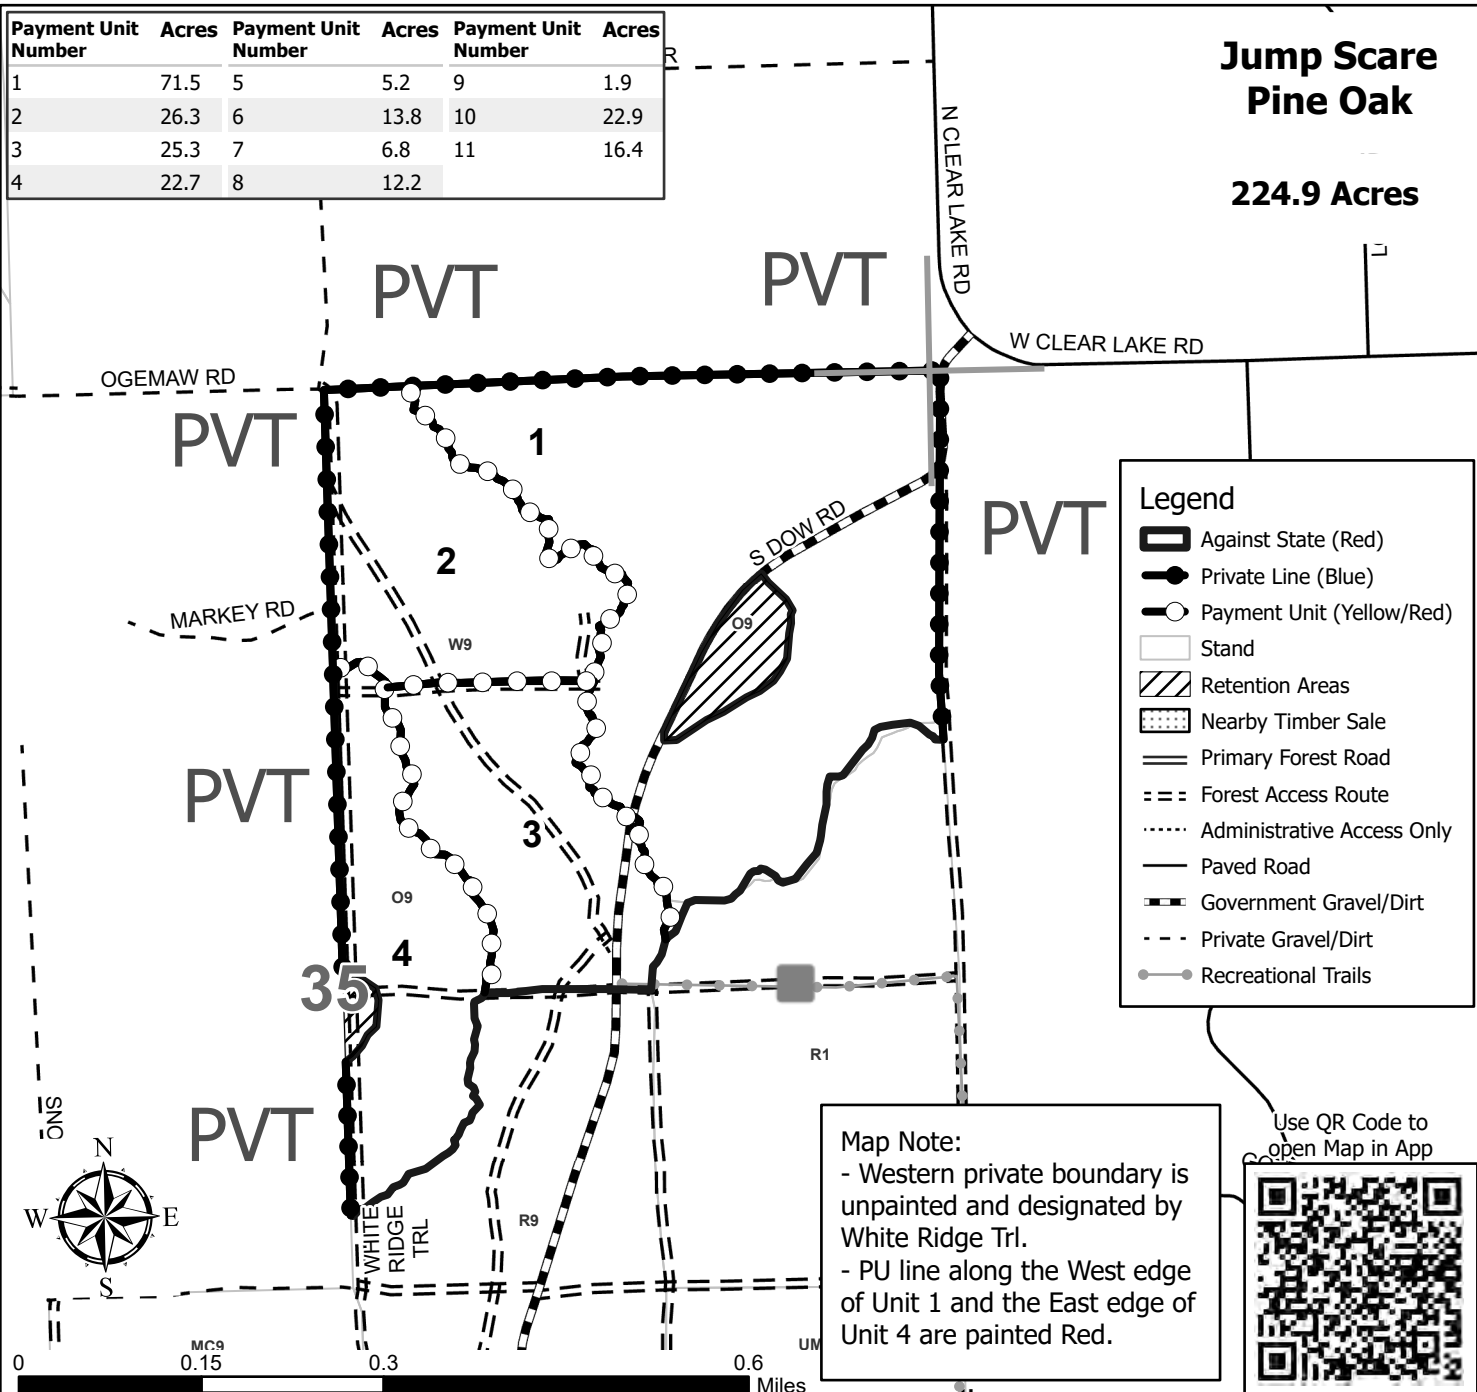 Payment Unit Number Acres Payment Unit Number Acres Payment Unit Number Acres
1 71.5 5 5.2 9 1.9
2 26.3 6 13.8 10 22.9
3 25.3 7 6.8 11 16.4
4 22.7 8 12.2
R
Jump Scare
Pine Oak
224.9 Acres
N CLEAR LAKE RD
PVT
PVT
W CLEAR LAKE RD
OGEMAW RD
PVT
1
PVT
S DOW RD
2
MARKEY RD
O9
W9
Legend
Against State (Red)
Private Line (Blue)
Payment Unit (Yellow/Red)
Stand
Retention Areas
Nearby Timber Sale
Primary Forest Road
Forest Access Route
Administrative Access Only
Paved Road
Government Gravel/Dirt
Private Gravel/Dirt
Recreational Trails
PVT
3
O9
4
35
R1
SNO
PVT
N
W E
S
WHITE
RIDGE
TRL
R9
MC9
UM
Map Note:
- Western private boundary is
unpainted and designated by
White Ridge Trl.
- PU line along the West edge
of Unit 1 and the East edge of
Unit 4 are painted Red.
Use QR Code to
open Map in App
0 0.15 0.3 0.6
Miles